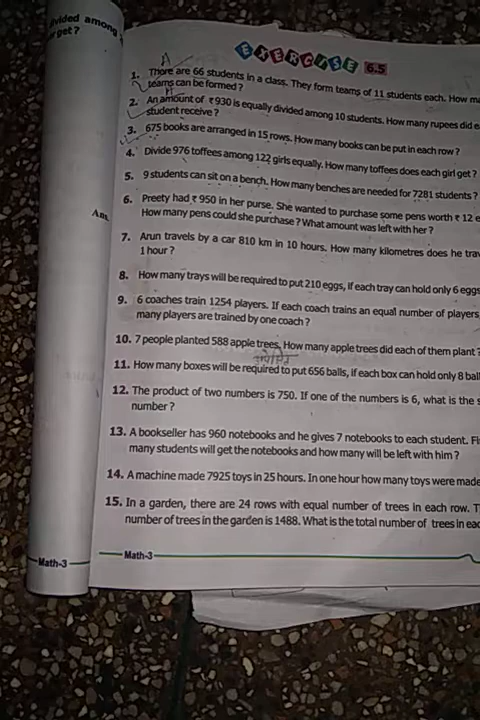 divided among
get ?
EXERCISE 6.5
1. There are 66 students in a class. They form teams of 11 students each. How
teams can be formed ?
2. An amount of ₹ 930 is equally divided among 10 students. How many rupees did
student receive ?
3. 675 books are arranged in 15 rows. How many books can be put in each row ?
4. Divide 976 toffees among 122 girls equally. How many toffees does each girl get ?
5. 9 students can sit on a bench. How many benches are needed for 7281 students ?
6. Preety had ₹ 950 in her purse. She wanted to purchase some pens worth ₹ 12
Ans.
How many pens could she purchase ? What amount was left with her ?
7. Arun travels by a car 810 km in 10 hours. How many kilometres does he
1 hour ?
8. How many trays will be required to put 210 eggs, if each tray can hold only 6 eggs
9. 6 coaches train 1254 players. If each coach trains an equal number of players
many players are trained by one coach ?
10. 7 people planted 588 apple trees. How many apple trees did each of them plant ?
11. How many boxes will be required to put 656 balls, if each box can hold only 8
12. The product of two numbers is 750. If one of the numbers is 6, what is the
number ?
13. A bookseller has 960 notebooks and he gives 7 notebooks to each student.
many students will get the notebooks and how many will be left with him ?
14. A machine made 7925 toys in 25 hours. In one hour how many toys were made
15. In a garden, there are 24 rows with equal number of trees in each row.
number of trees in the garden is 1488. What is the total number of trees in
Math-3
Math-3